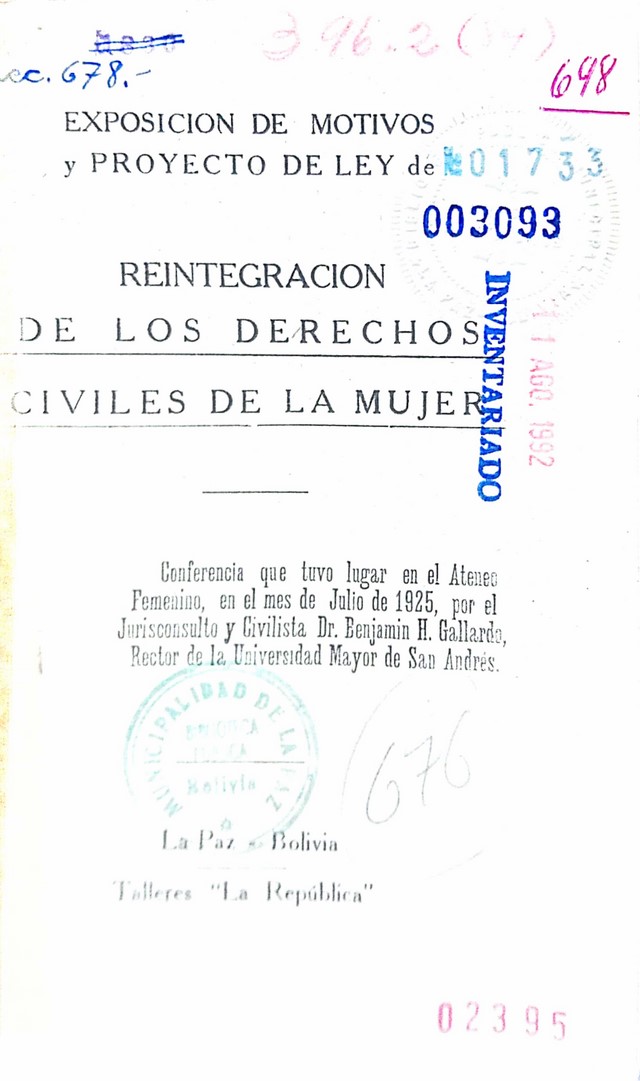 396.2(84)
ec. 678.-
698
EXPOSICION DE MOTIVOS
y PROYECTO DE LEY de
01733
003093
REINTEGRACION
DE LOS DERECHOS
CIVILES DE LA MUJER
INVENTARIADO
11 AGO. 1992
Conferencia que tuvo lugar en el Ateneo
Femenino, en el mes de Julio de 1925, por el
Jurisconsulto y Civilista Dr. Benjamin H. Gallardo,
Rector de la Universidad Mayor de San Andrés.
MUNICIPALIDAD DE LA PAZ
BIBLIOTECA
Bolivia
676
La Paz - Bolivia
Talleres "La República"
02395